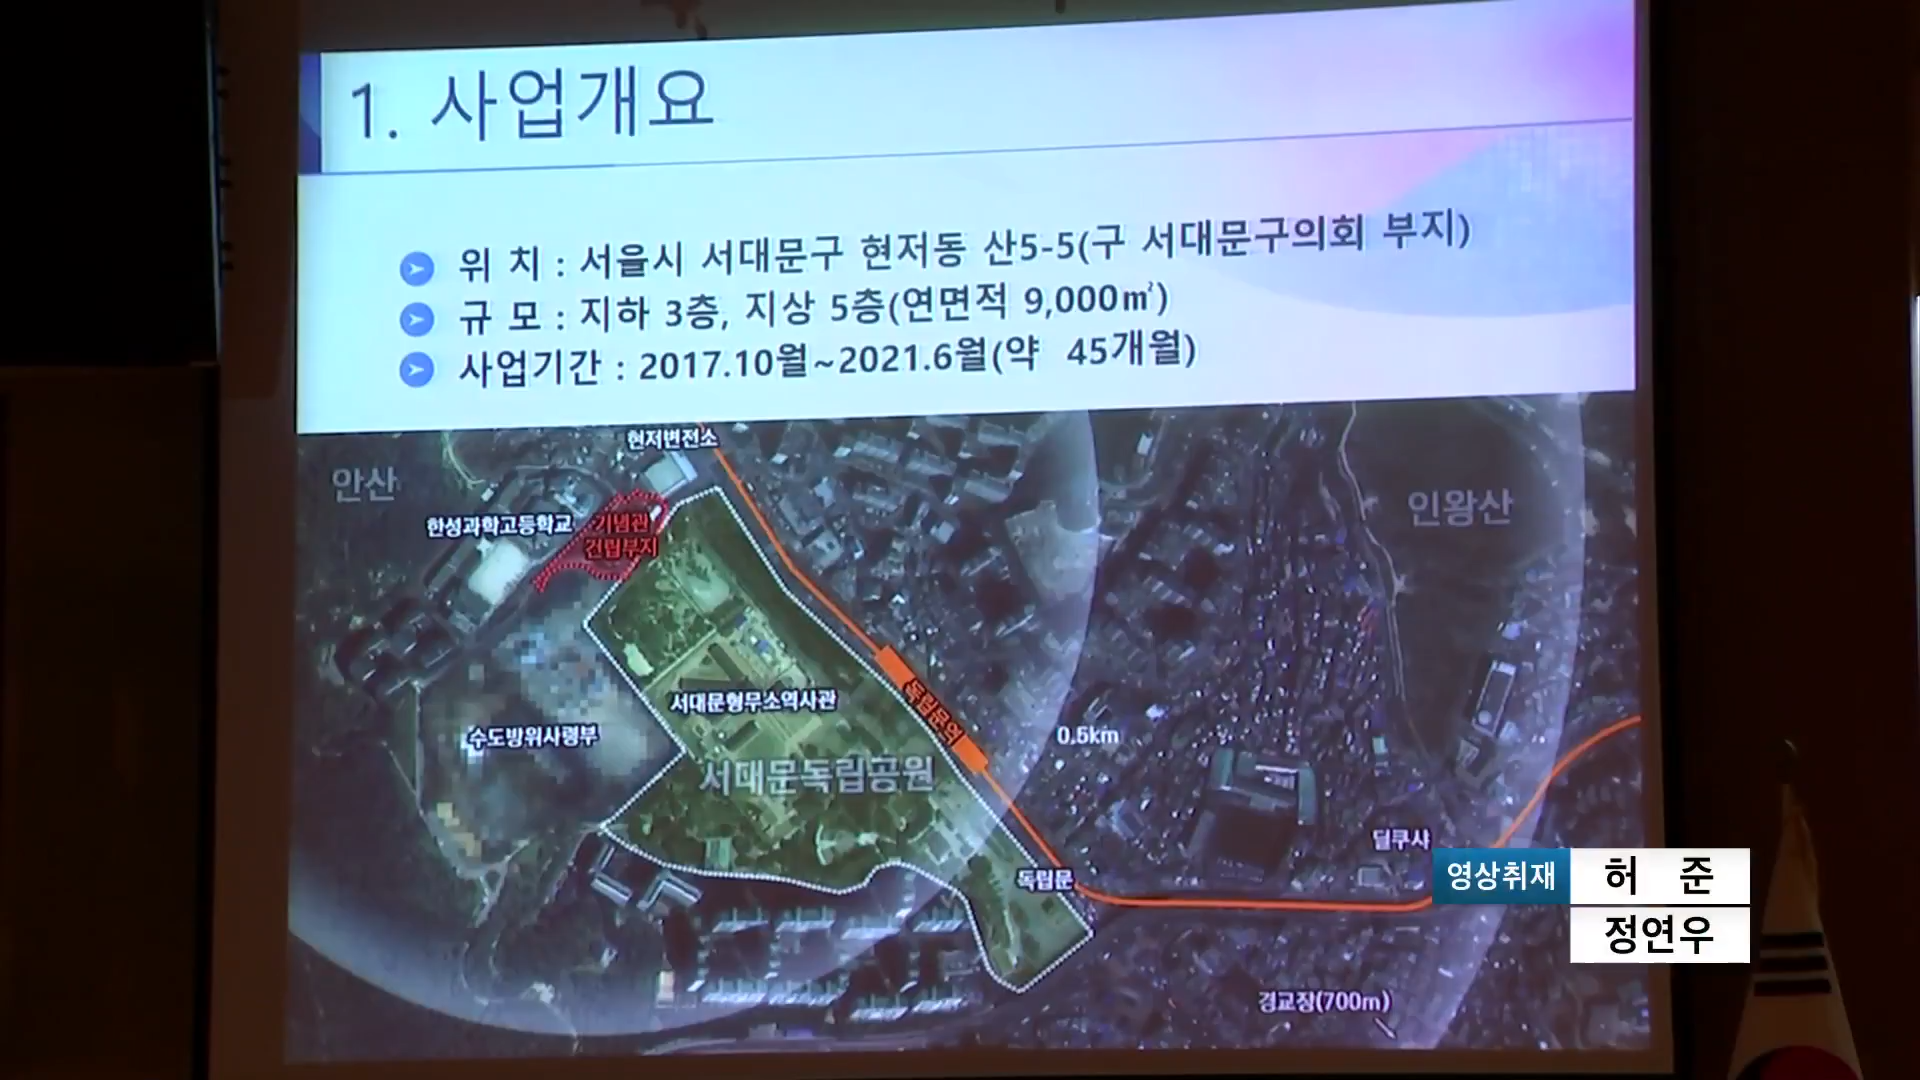 1. 사업개요
위 치 : 서울시 서대문구 현저동 산5-5(구 서대문구의회 부지)
규 모 : 지하 3층, 지상 5층(연면적 9,000㎡)
사업기간 : 2017.10월~2021.6월(약 45개월)
현저변전소
안산
인왕산
한성과학고등학교
기념관
건립부지
서대문형무소역사관
독립문역
수도방위사령부
0.5km
서대문독립공원
딜쿠샤
독립문
영상취재 허 준
정연우
경교장(700m)